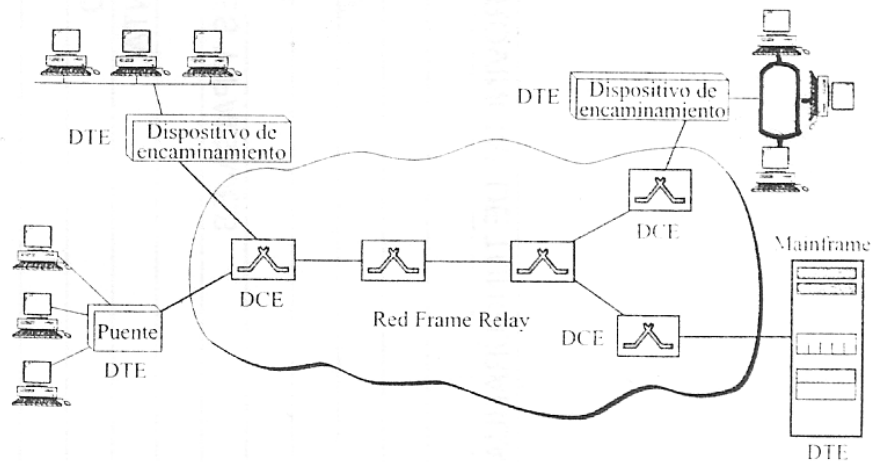 DTE
Dispositivo de
encaminamiento
DTE
Dispositivo de
encaminamiento
DCE
Mainframe
DCE
Puente
DTE
Red Frame Relay
DCE
DTE